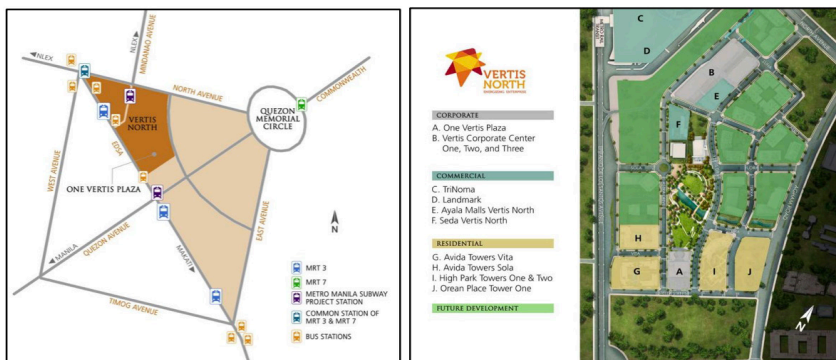 NLEX
NLEX
MINDANAO AVENUE
NORTH AVENUE
COMMONWEALTH
QUEZON
MEMORIAL
CIRCLE
VERTIS
NORTH
EDSA
WEST AVENUE
ONE VERTIS PLAZA
EAST AVENUE
MANILA
QUEZON AVENUE
MAKATI
TIMOG AVENUE
N
MRT 3
MRT 7
METRO MANILA SUBWAY
PROJECT STATION
COMMON STATION OF
MRT 3 & MRT 7
BUS STATIONS
VERTIS
NORTH
CORPORATE
A. One Vertis Plaza
B. Vertis Corporate Center
One, Two, and Three
COMMERCIAL
C. TriNoma
D. Landmark
E. Ayala Malls Vertis North
F. Seda Vertis North
RESIDENTIAL
G. Avida Towers Vita
H. Avida Towers Sola
I. High Park Towers One & Two
J. Orean Place Tower One
FUTURE DEVELOPMENT
C
D
B
E
F
H
G
A
I
J
N